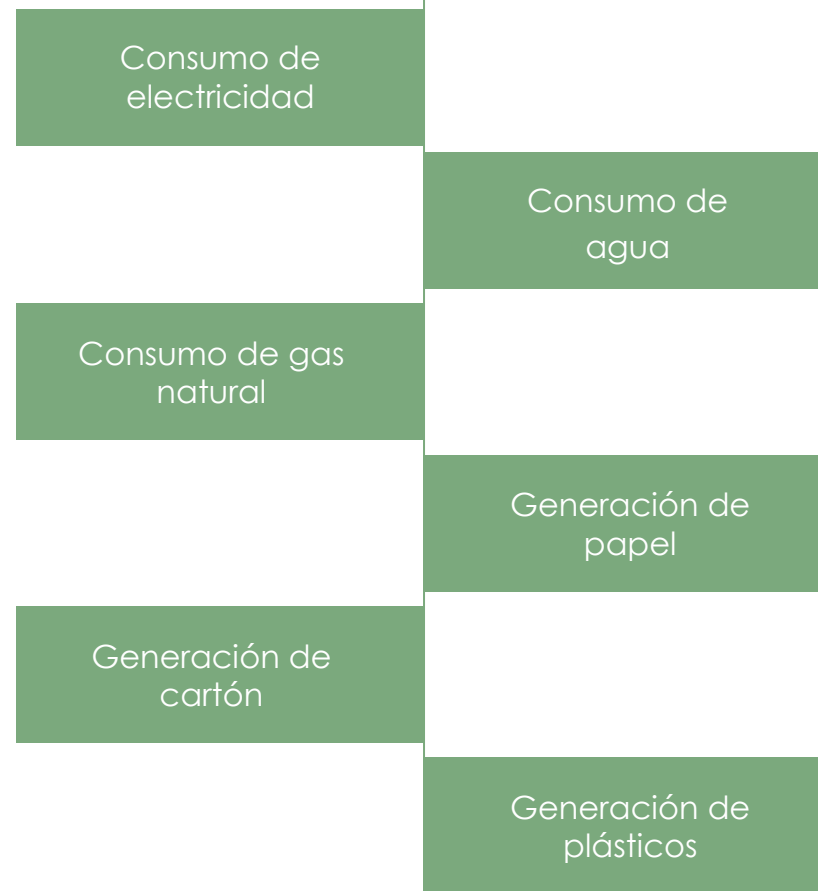 Consumo de
electricidad
Consumo de
agua
Consumo de gas
natural
Generación de
papel
Generación de
cartón
Generación de
plásticos